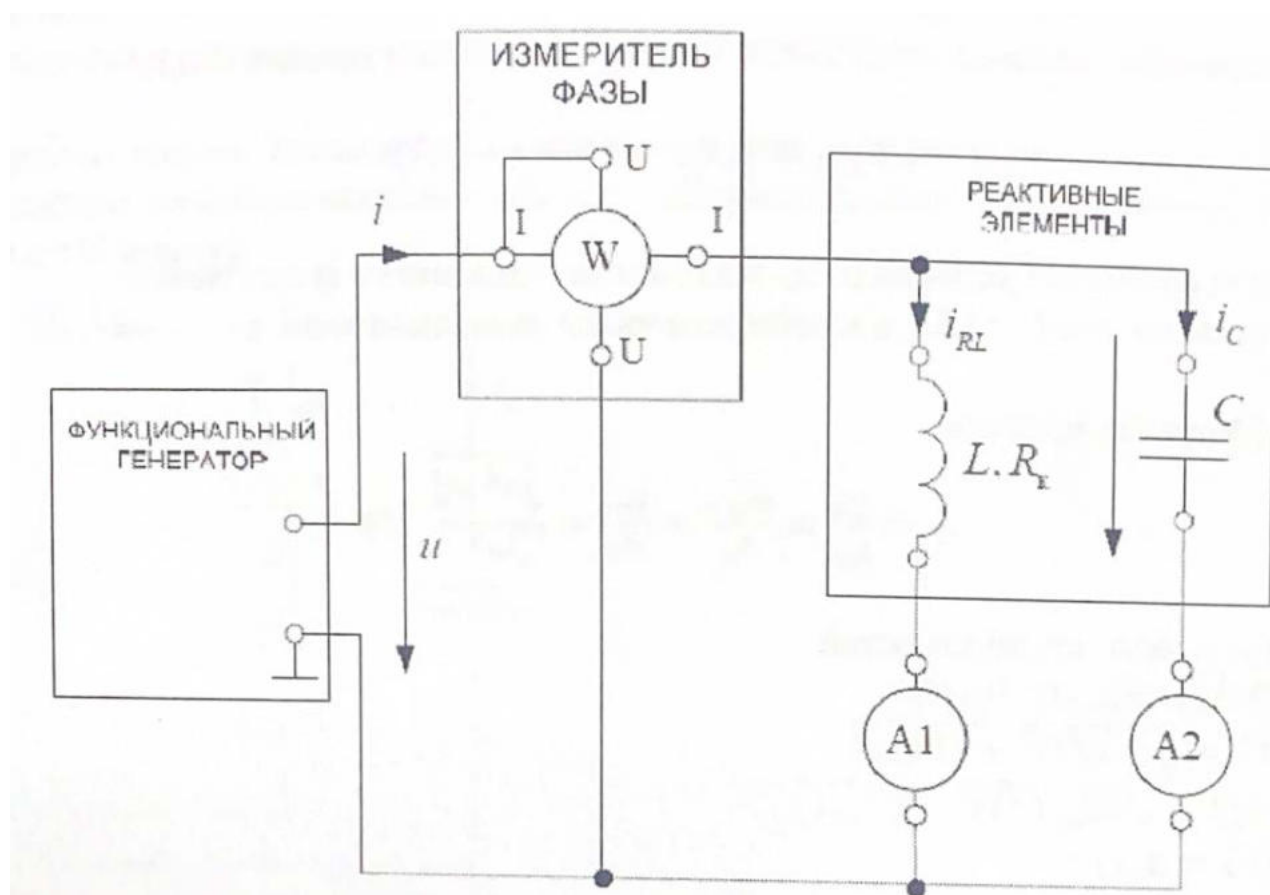 ИЗМЕРИТЕЛЬ
ФАЗЫ
U
I
I
W
U
i
РЕАКТИВНЫЕ
ЭЛЕМЕНТЫ
i_RL
i_C
L. R_к
C
ФУНКЦИОНАЛЬНЫЙ
ГЕНЕРАТОР
u
A1
A2